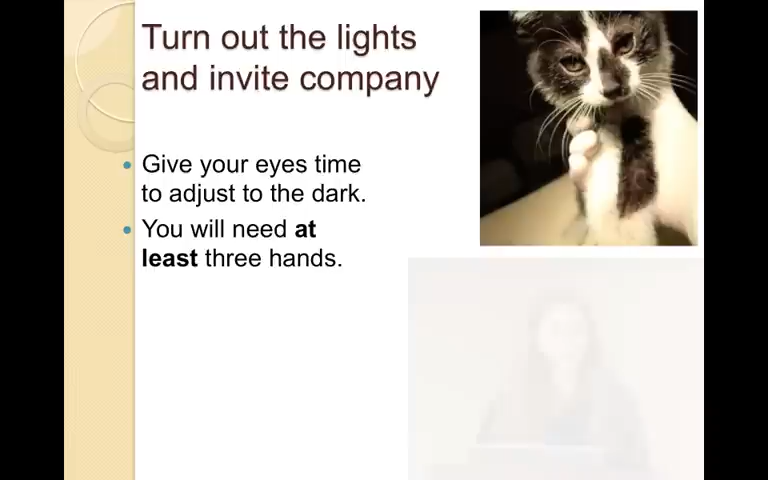 Turn out the lights
and invite company
Give your eyes time
to adjust to the dark.
You will need at
least three hands.